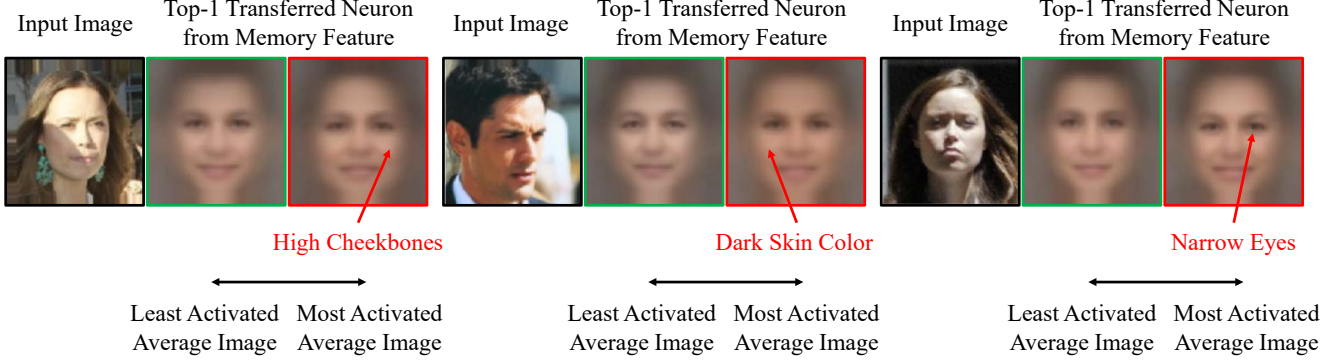 Input Image
Top-1 Transferred Neuron
from Memory Feature
High Cheekbones
Least Activated
Average Image
Most Activated
Average Image
Input Image
Top-1 Transferred Neuron
from Memory Feature
Dark Skin Color
Least Activated
Average Image
Most Activated
Average Image
Input Image
Top-1 Transferred Neuron
from Memory Feature
Narrow Eyes
Least Activated
Average Image
Most Activated
Average Image